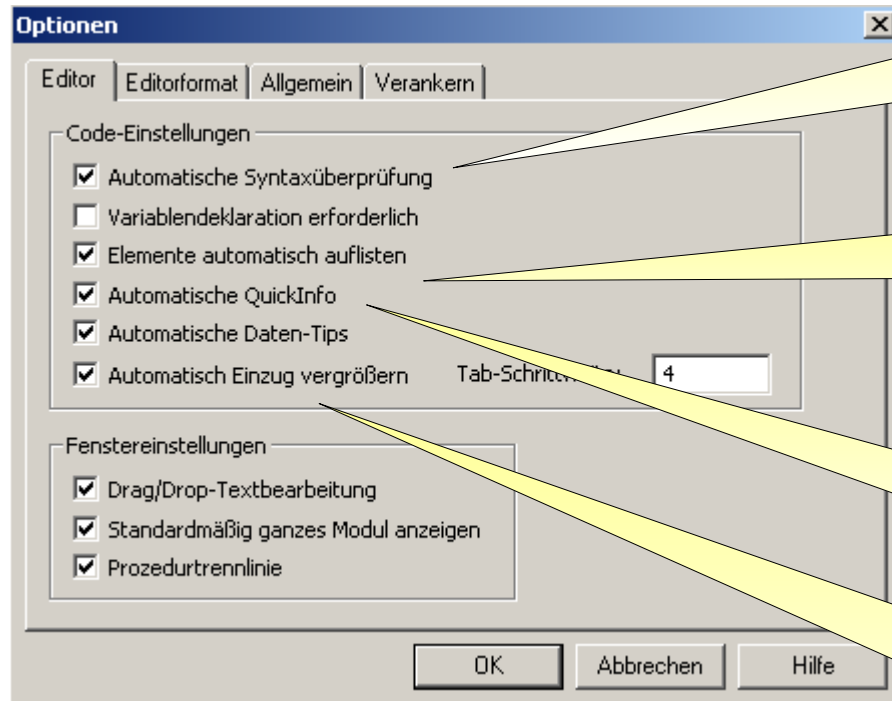 Optionen
Editor Editorformat Allgemein Verankern
Code-Einstellungen
Automatische Syntaxüberprüfung
Variablendeklaration erforderlich
Elemente automatisch auflisten
Automatische QuickInfo
Automatische Daten-Tips
Automatisch Einzug vergrößern
4
Fenstereinstellungen
Drag/Drop-Textbearbeitung
Standardmäßig ganzes Modul anzeigen
Prozedurtrennlinie
OK Abbrechen Hilfe